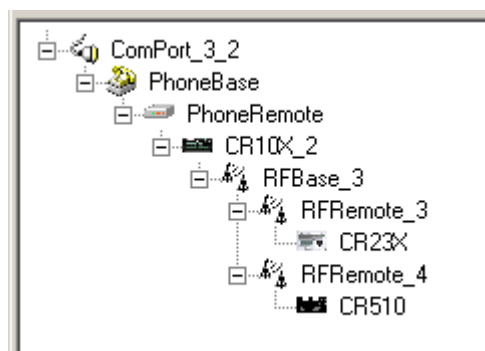 ComPort_3_2
PhoneBase
PhoneRemote
CR10X_2
RFBase_3
RFRemote_3
CR23X
RFRemote_4
CR510